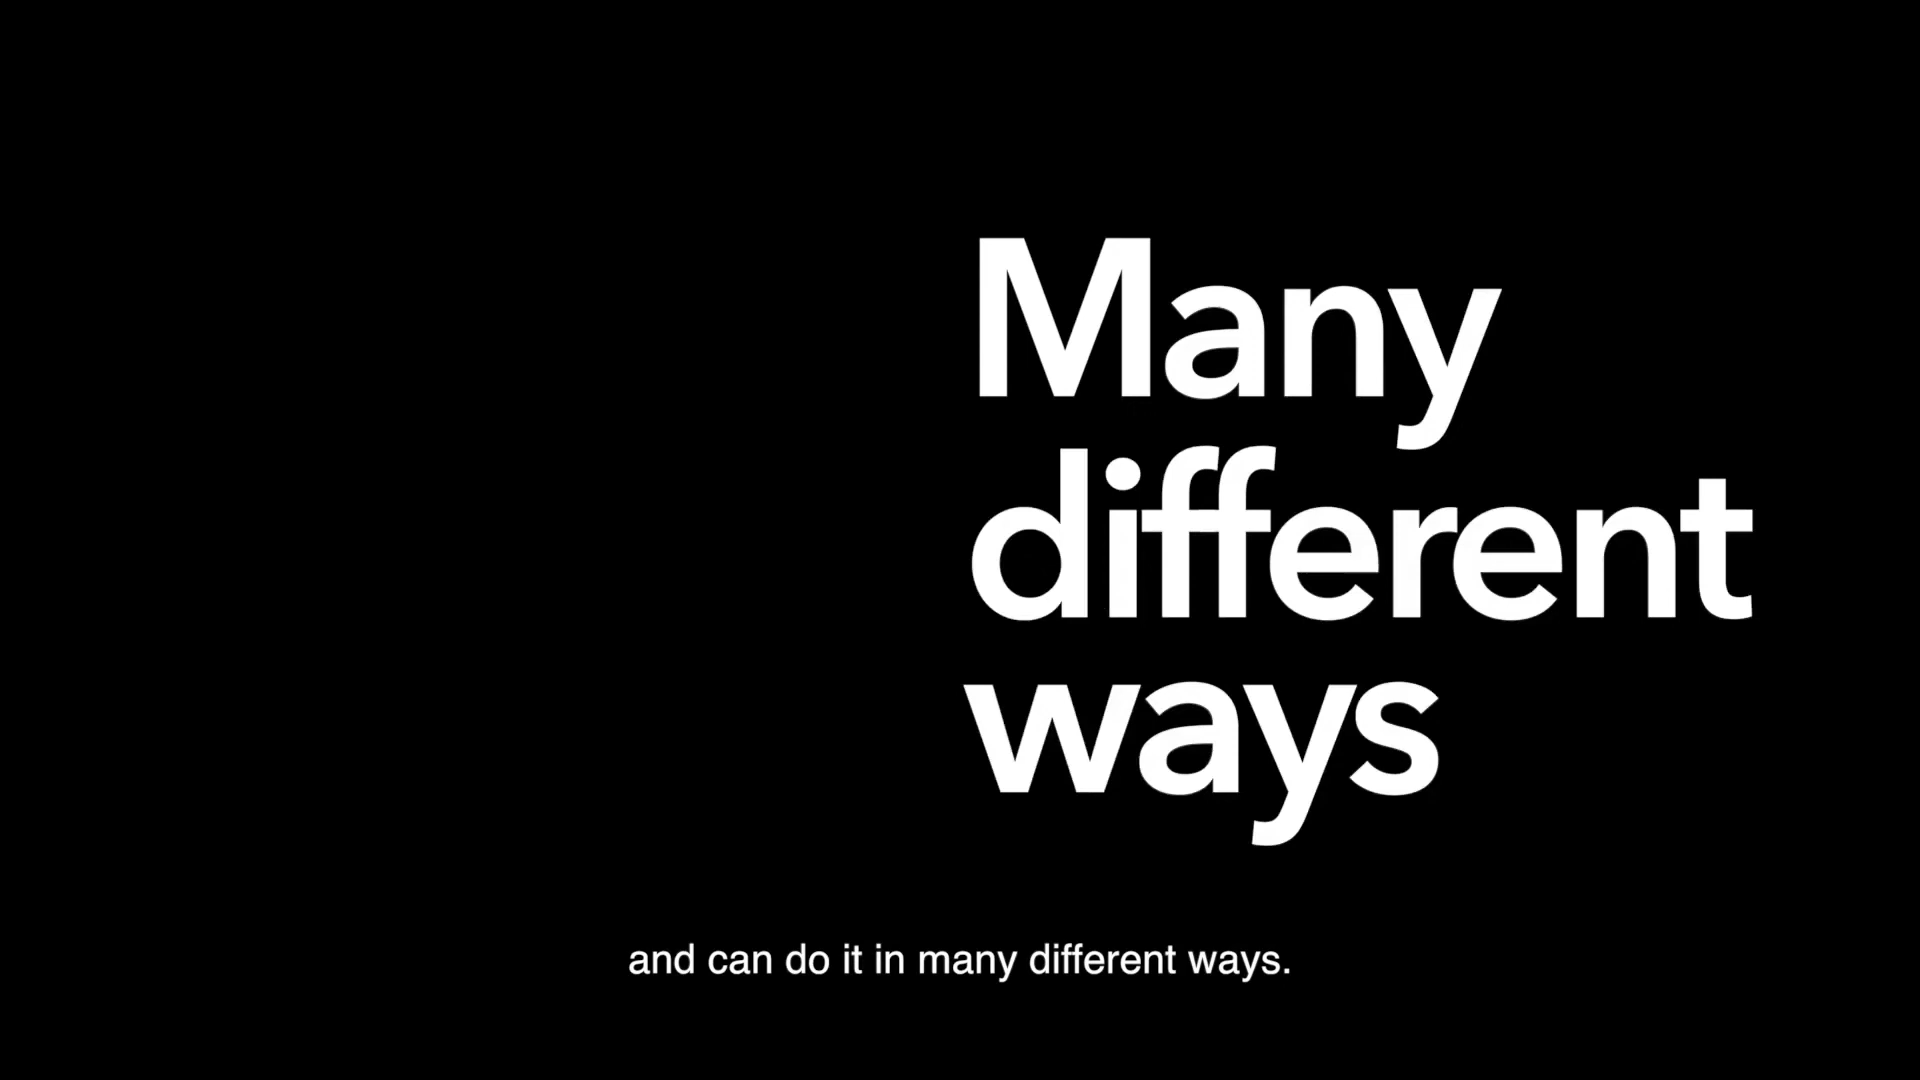 Many
different
ways
and can do it in many different ways.